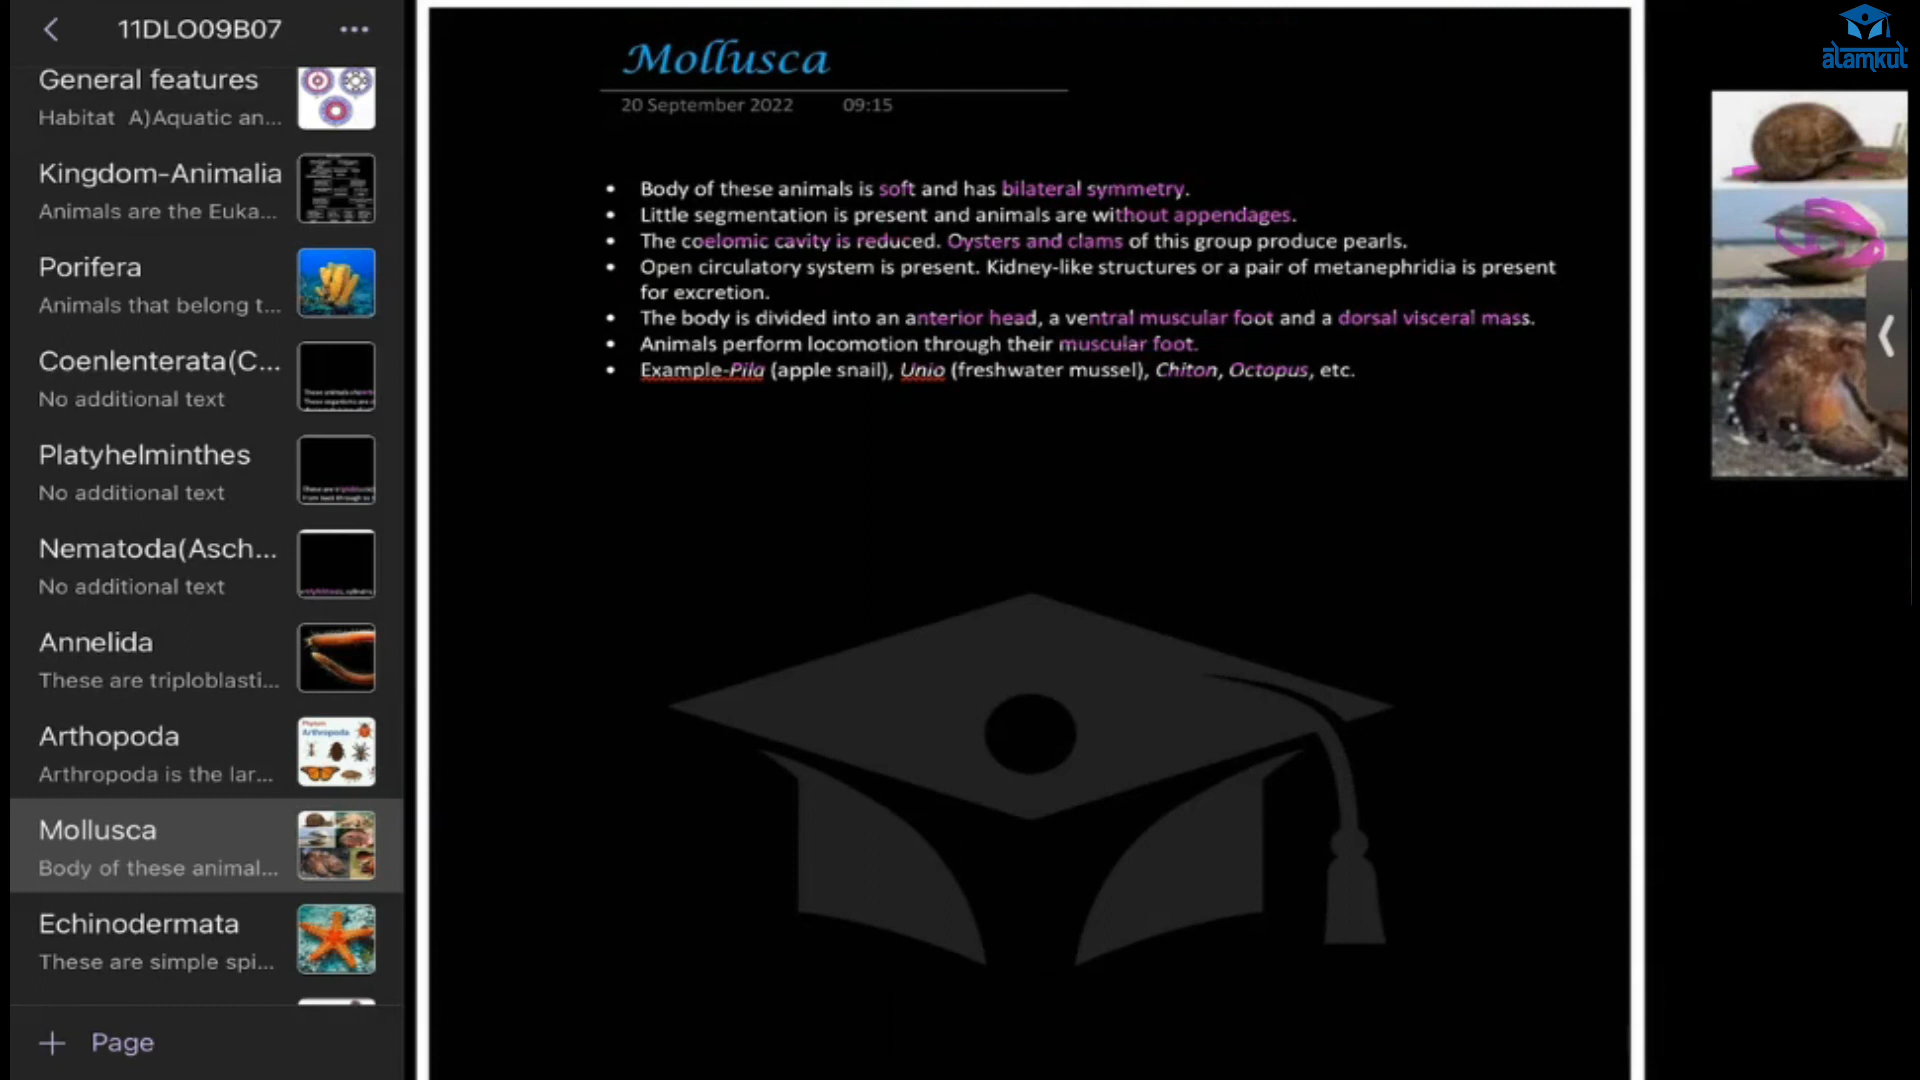 11DLO09B07
General features
Habitat A)Aquatic an...
Kingdom-Animalia
Animals are the Euka...
Porifera
Animals that belong t...
Coenlenterata(C...
No additional text
Platyhelminthes
No additional text
Nematoda(Asch...
No additional text
Annelida
These are triploblasti...
Arthopoda
Arthropoda is the lar...
Phylum
Arthropoda
Mollusca
Body of these animal...
Echinodermata
These are simple spi...
Page
Mollusca
20 September 2022 09:15
• Body of these animals is soft and has bilateral symmetry.
• Little segmentation is present and animals are without appendages.
• The coelomic cavity is reduced. Oysters and clams of this group produce pearls.
• Open circulatory system is present. Kidney-like structures or a pair of metanephridia is present
for excretion.
• The body is divided into an anterior head, a ventral muscular foot and a dorsal visceral mass.
• Animals perform locomotion through their muscular foot.
• Example-Pila (apple snail), Unio (freshwater mussel), Chiton, Octopus, etc.
alamkut